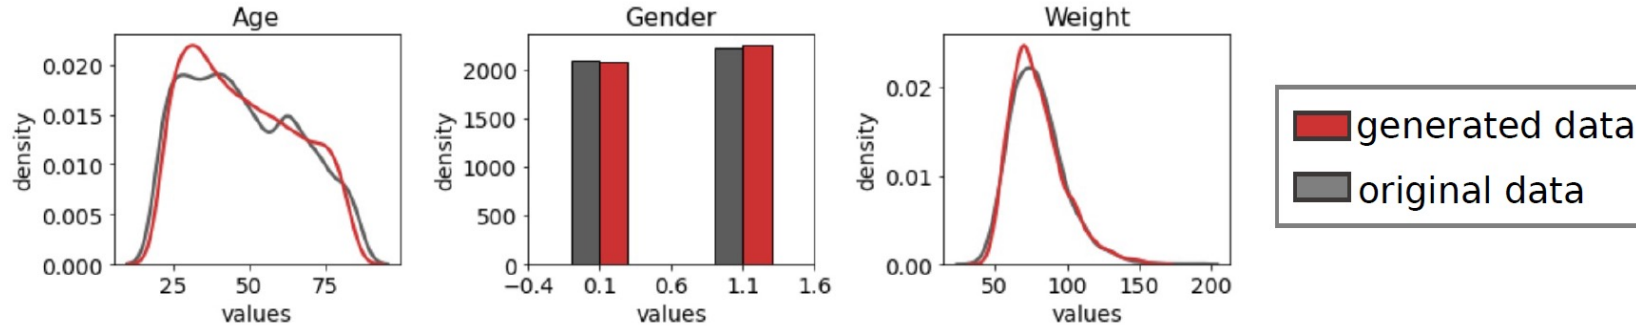 Age
density
0.020
0.015
0.010
0.005
0.000
25 50 75
values
Gender
density
2000
1500
1000
500
0
−0.4 0.1 0.6 1.1 1.6
values
Weight
density
0.02
0.01
0.00
50 100 150 200
values
generated data
original data